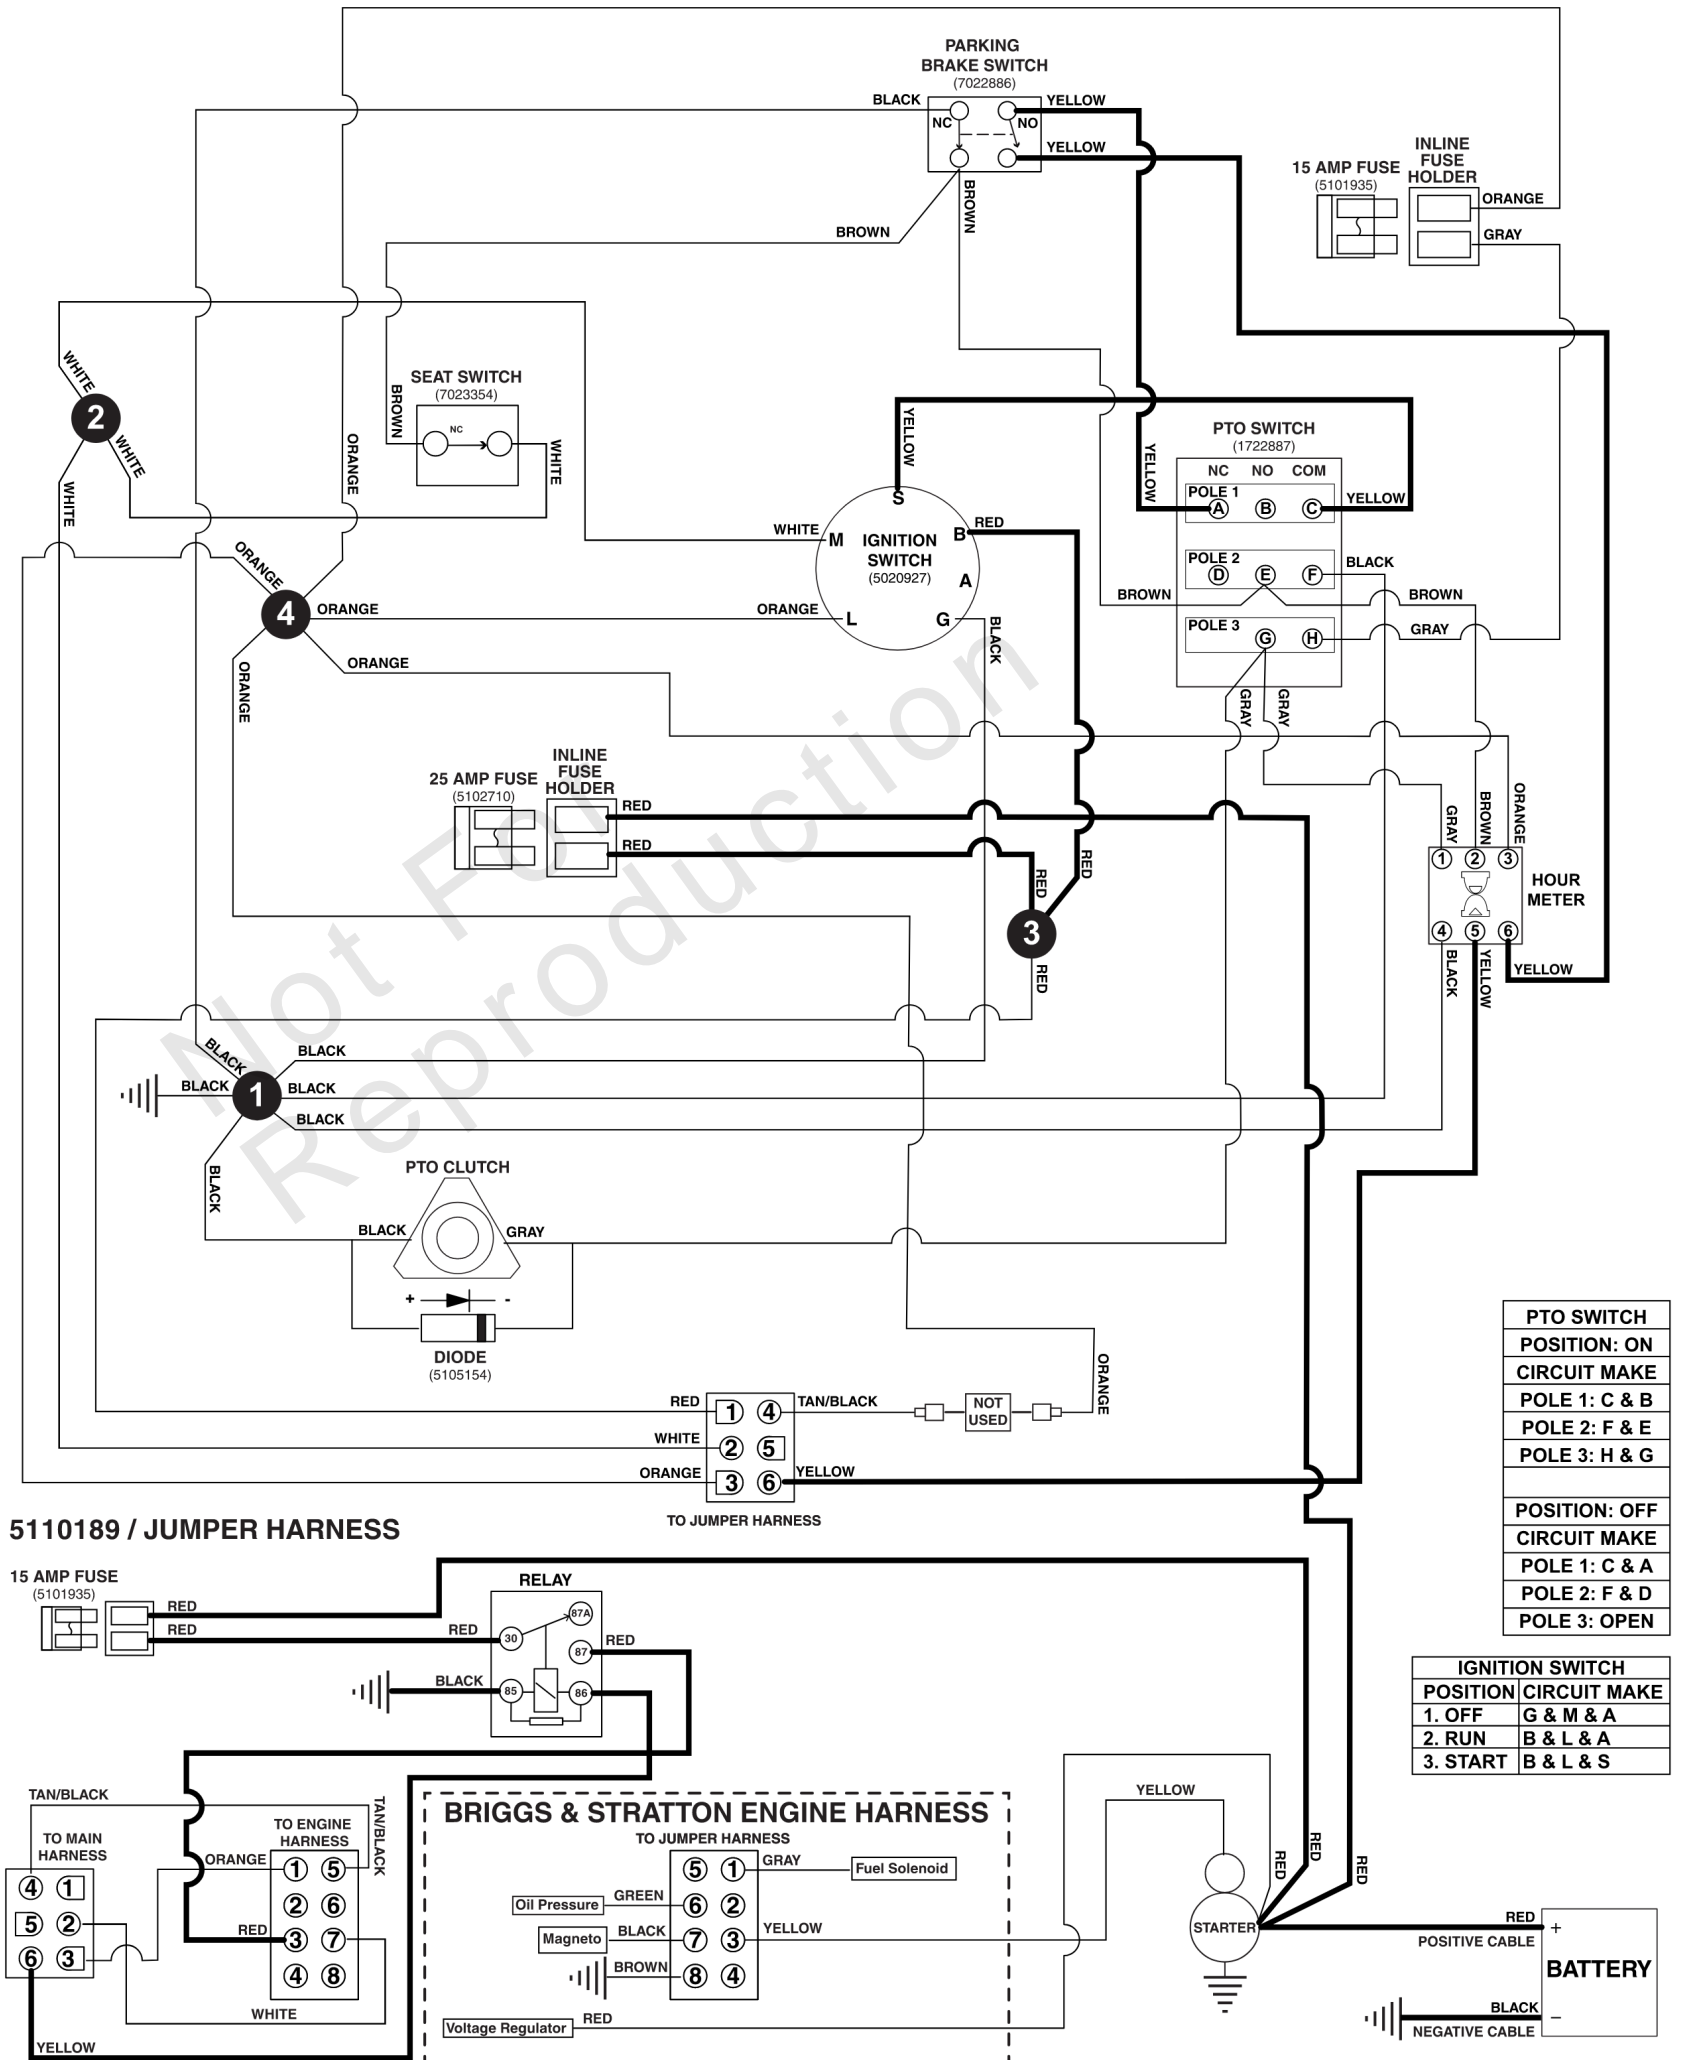 PARKING
BRAKE SWITCH
(7022886)
BLACK
YELLOW
NC
NO
YELLOW
BROWN
BROWN
15 AMP FUSE
(5101935)
INLINE
FUSE
HOLDER
ORANGE
GRAY
WHITE
2
WHITE
WHITE
SEAT SWITCH
(7023354)
BROWN
NC
WHITE
ORANGE
YELLOW
YELLOW
PTO SWITCH
(1722887)
NC NO COM
POLE 1
A B C
YELLOW
POLE 2
D E F
BLACK
BROWN
BROWN
POLE 3
G H
GRAY
GRAY
GRAY
S
WHITE
M
IGNITION
SWITCH
(5020927)
B
RED
A
ORANGE
4
ORANGE
ORANGE
L
G
BLACK
ORANGE
ORANGE
25 AMP FUSE
(5102710)
INLINE
FUSE
HOLDER
RED
RED
RED
RED
3
RED
GRAY
BROWN
ORANGE
1 2 3
HOUR
METER
4 5 6
BLACK
YELLOW
YELLOW
Not For
Reproduction
BLACK
BLACK
BLACK
1
BLACK
BLACK
BLACK
PTO CLUTCH
BLACK
GRAY
+ -
DIODE
(5105154)
ORANGE
RED
1 4
TAN/BLACK
NOT
USED
WHITE
2 5
ORANGE
3 6
YELLOW
TO JUMPER HARNESS
PTO SWITCH
POSITION: ON
CIRCUIT MAKE
POLE 1: C & B
POLE 2: F & E
POLE 3: H & G
POSITION: OFF
CIRCUIT MAKE
POLE 1: C & A
POLE 2: F & D
POLE 3: OPEN
IGNITION SWITCH
POSITION CIRCUIT MAKE
1. OFF G & M & A
2. RUN B & L & A
3. START B & L & S
5110189 / JUMPER HARNESS
15 AMP FUSE
(5101935)
RED
RED
RELAY
87A
RED
30
87
RED
BLACK
85
86
TAN/BLACK
TAN/BLACK
TO MAIN
HARNESS
4 1
5 2
6 3
TO ENGINE
HARNESS
ORANGE
1 5
2 6
RED
3 7
4 8
WHITE
YELLOW
BRIGGS & STRATTON ENGINE HARNESS
TO JUMPER HARNESS
5 1
GRAY
Fuel Solenoid
Oil Pressure
GREEN
6 2
Magneto
BLACK
7 3
YELLOW
BROWN
8 4
Voltage Regulator
RED
YELLOW
RED
RED
RED
STARTER
RED
POSITIVE CABLE
+
BATTERY
BLACK
NEGATIVE CABLE
−